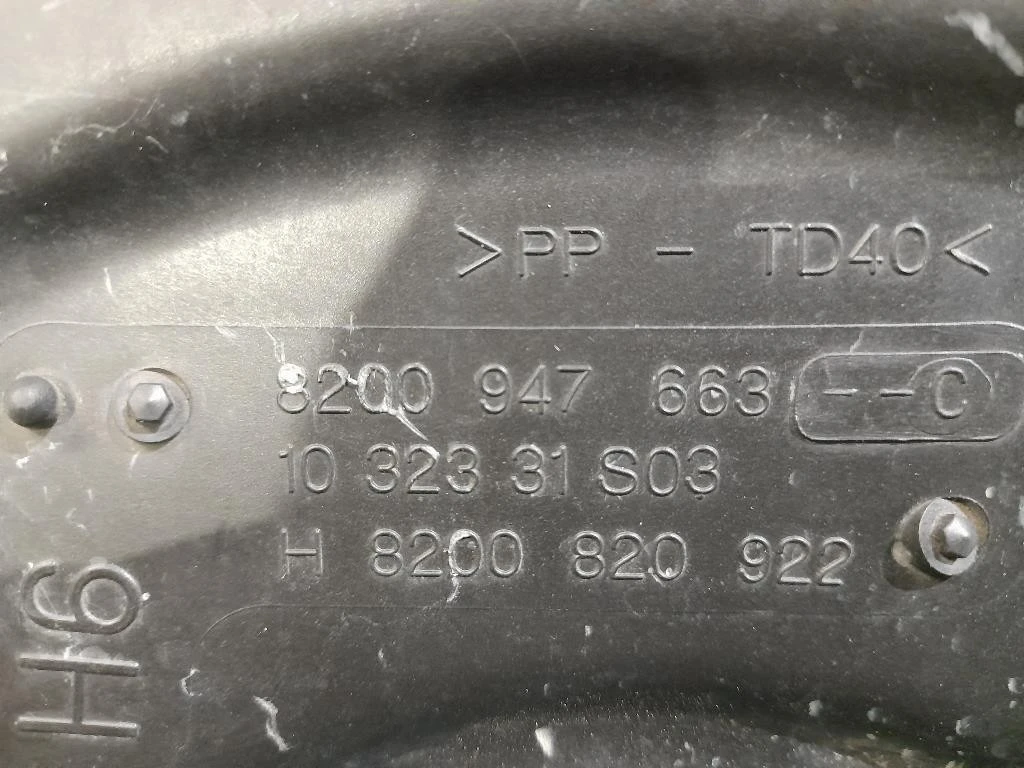 >PP - TD40<
8200 947 663 --C
10 323 31 S03
H 8200 820 922
H6